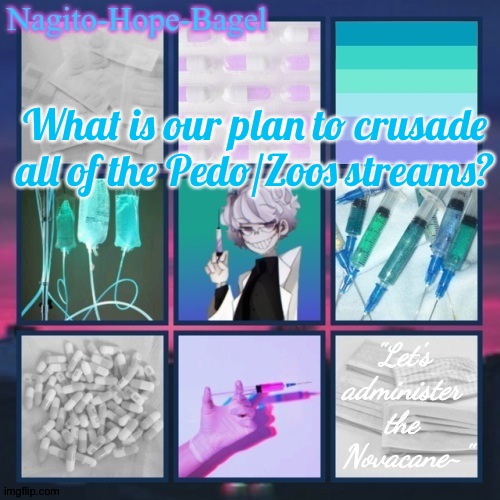 Nagito-Hope-Bagel
What is our plan to crusade
all of the Pedo/Zoos streams?
"Let's
administer
the
Novacane~"
imgflip.com